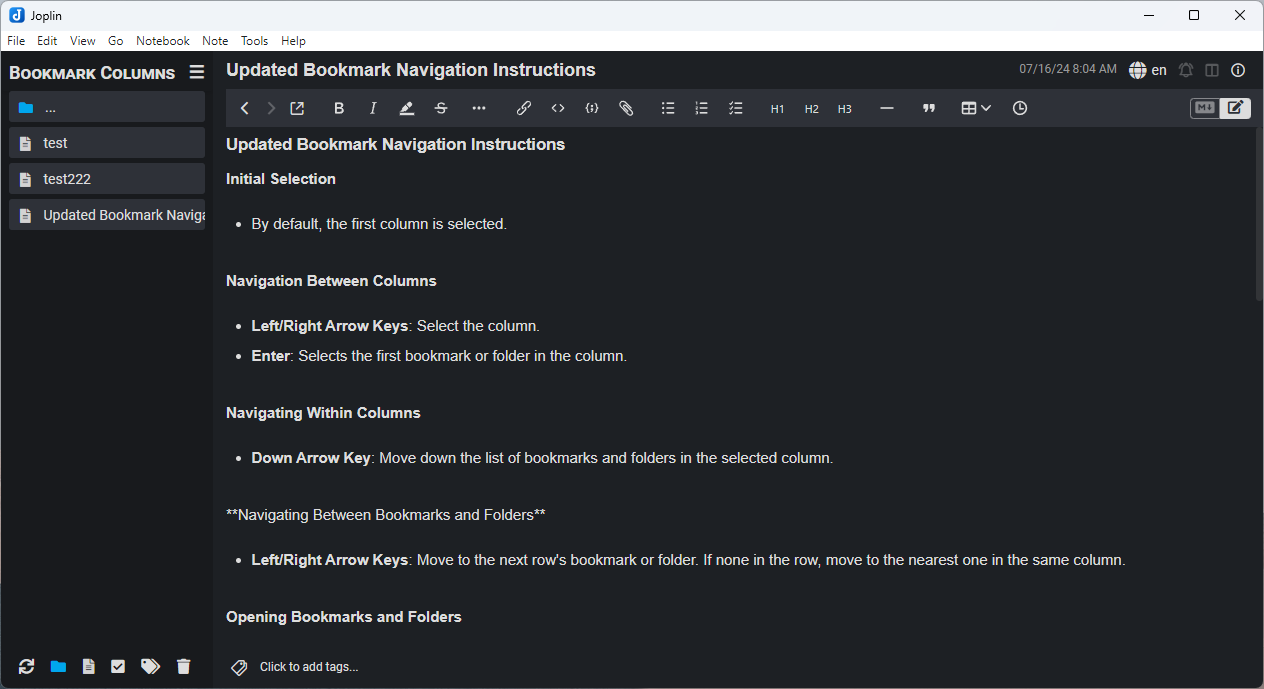 Joplin
File Edit View Go Notebook Note Tools Help
BOOKMARK COLUMNS
...
test
test222
Updated Bookmark Naviga
Updated Bookmark Navigation Instructions
07/16/24 8:04 AM en
B I H1 H2 H3
Updated Bookmark Navigation Instructions
Initial Selection
• By default, the first column is selected.
Navigation Between Columns
• Left/Right Arrow Keys: Select the column.
• Enter: Selects the first bookmark or folder in the column.
Navigating Within Columns
• Down Arrow Key: Move down the list of bookmarks and folders in the selected column.
**Navigating Between Bookmarks and Folders**
• Left/Right Arrow Keys: Move to the next row's bookmark or folder. If none in the row, move to the nearest one in the same column.
Opening Bookmarks and Folders
Click to add tags...